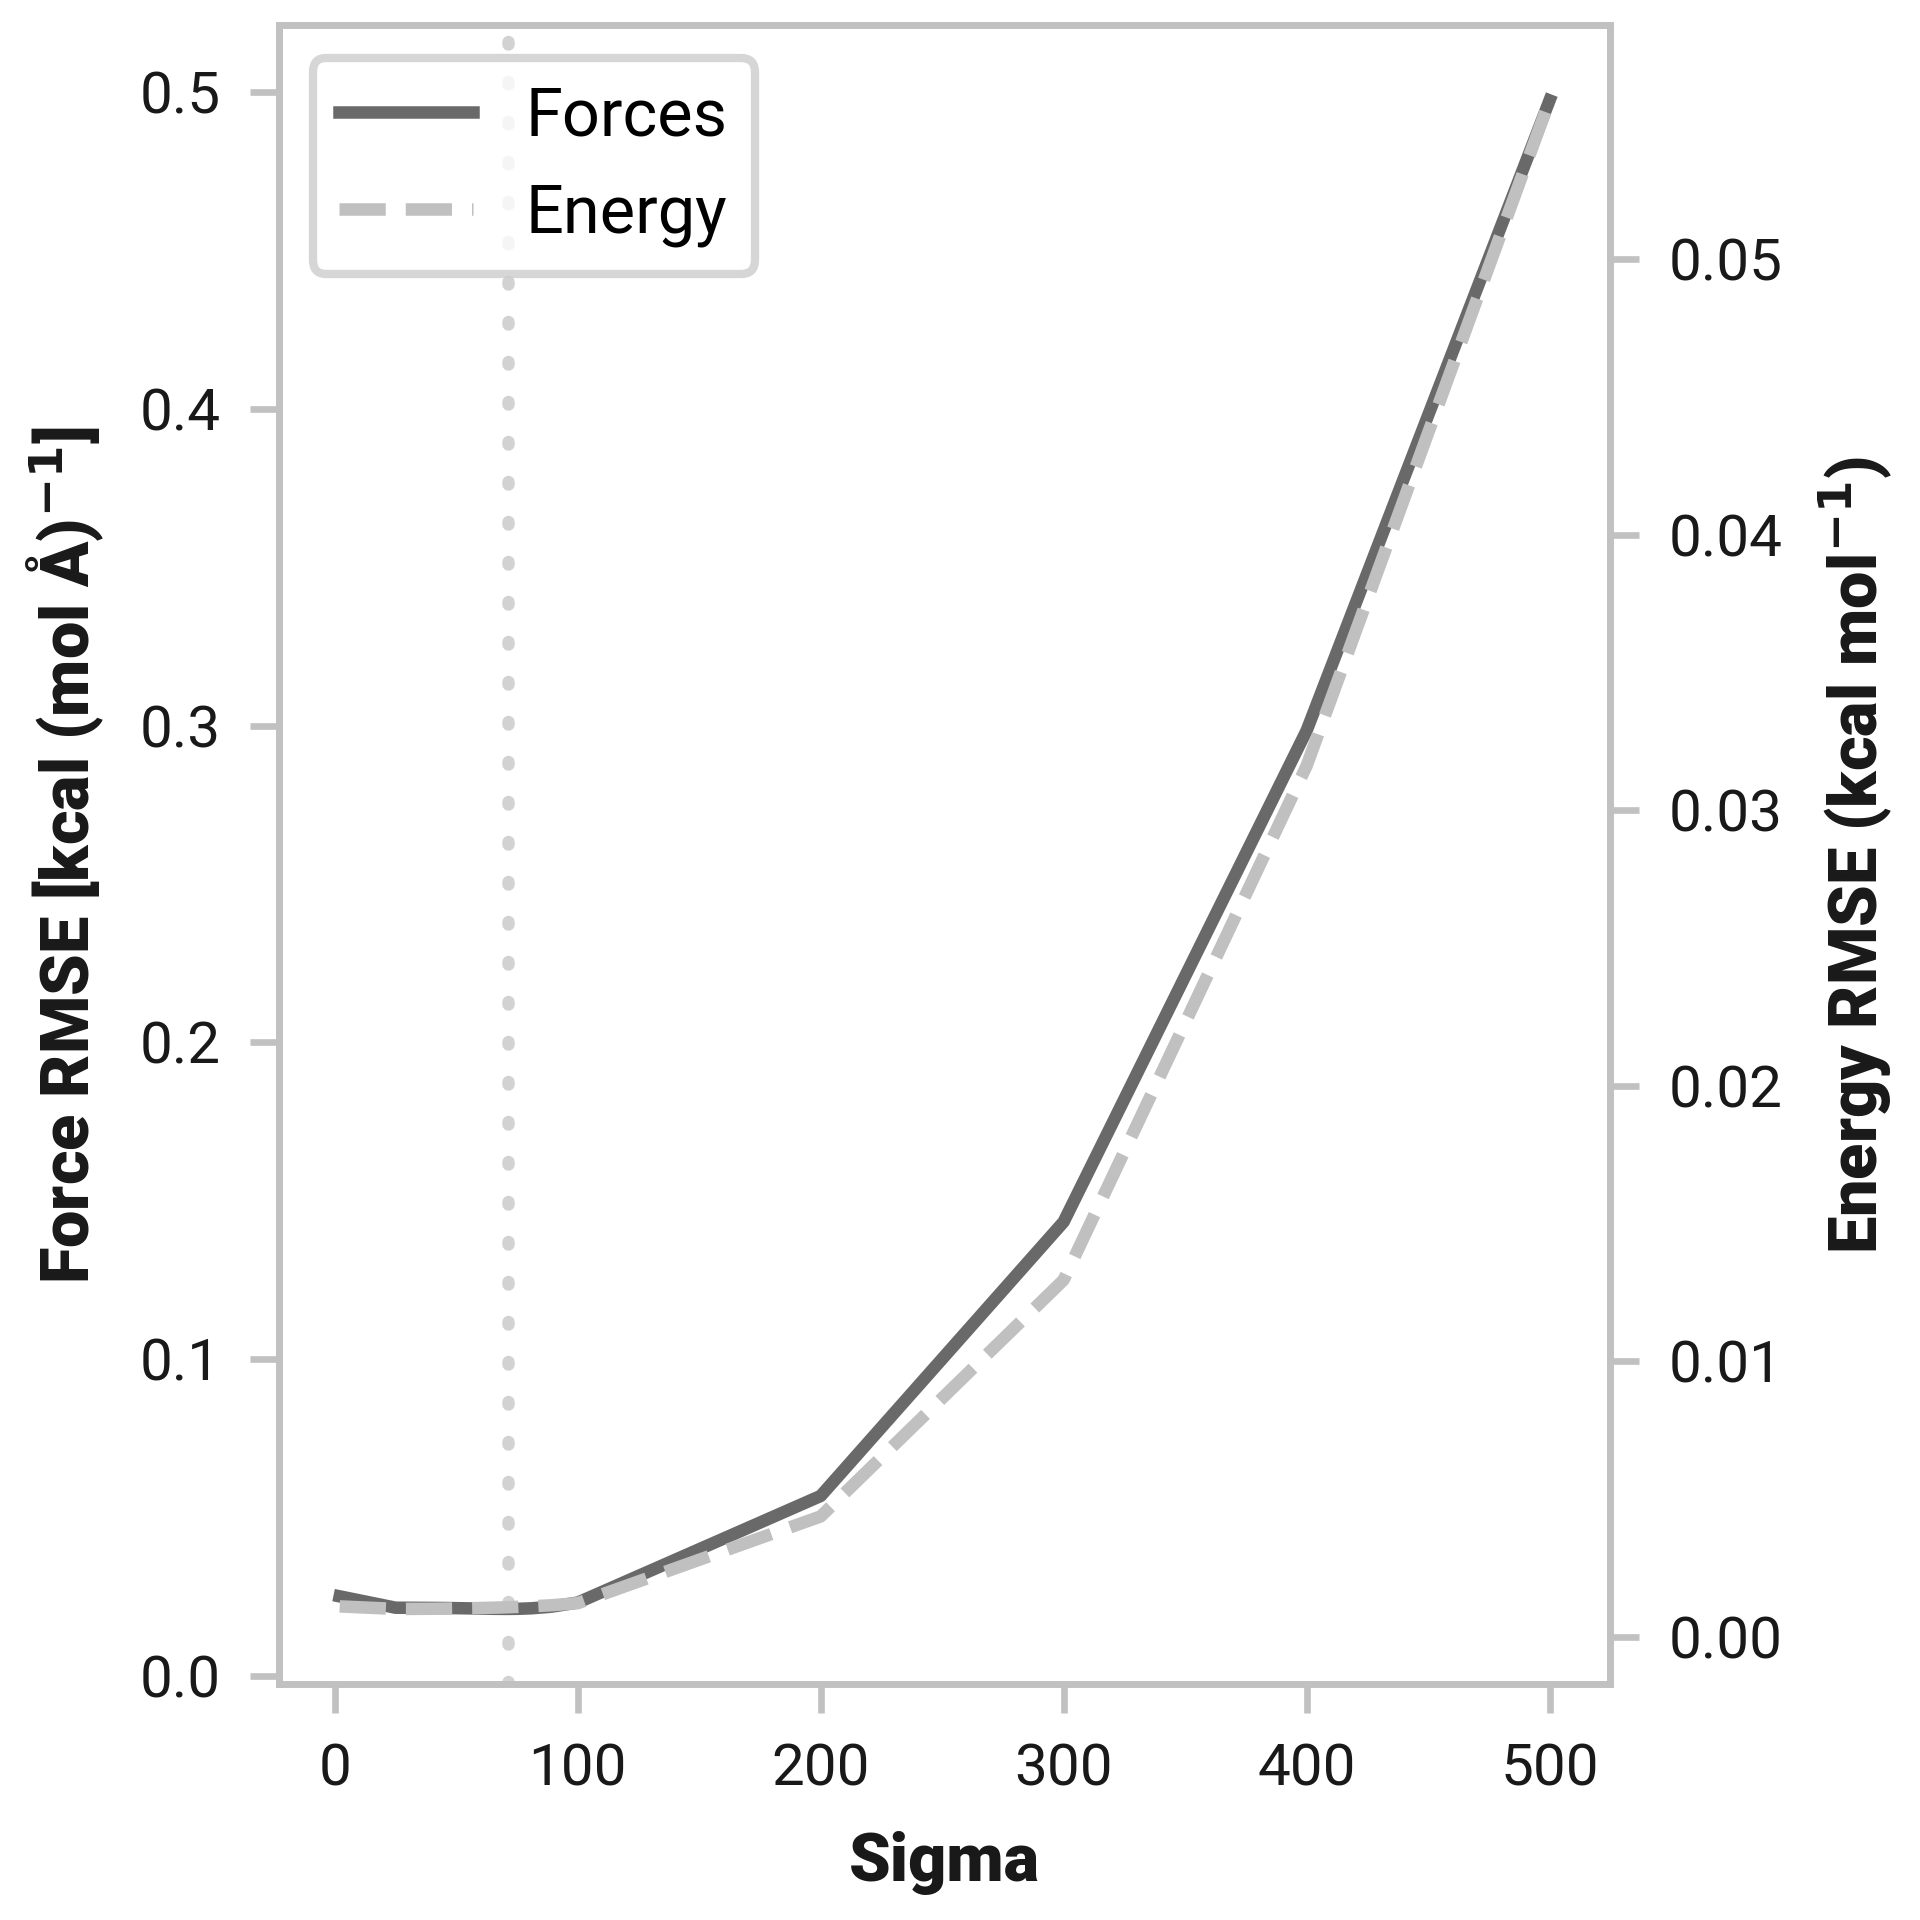 Forces
Energy
0.5
0.4
0.3
0.2
0.1
0.0
Force RMSE [kcal (mol Å)⁻¹]
0.05
0.04
0.03
0.02
0.01
0.00
Energy RMSE (kcal mol⁻¹)
0 100 200 300 400 500
Sigma